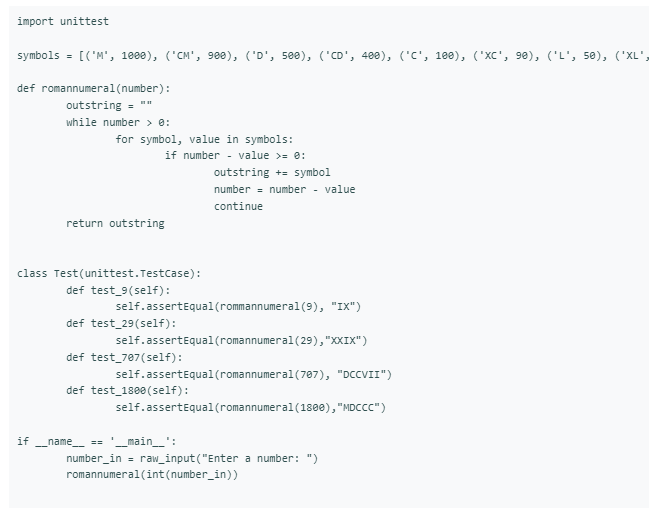 import unittest
symbols = [('M', 1000), ('CM', 900), ('D', 500), ('CD', 400), ('C', 100), ('XC', 90), ('L', 50), ('XL',
def romannumeral(number):
outstring = ""
while number > 0:
for symbol, value in symbols:
if number - value >= 0:
outstring += symbol
number = number - value
continue
return outstring
class Test(unittest.TestCase):
def test_9(self):
self.assertEqual(rommannumeral(9), "IX")
def test_29(self):
self.assertEqual(romannumeral(29),"XXIX")
def test_707(self):
self.assertEqual(romannumeral(707), "DCCVII")
def test_1800(self):
self.assertEqual(romannumeral(1800),"MDCCC")
if __name__ == '__main__':
number_in = raw_input("Enter a number: ")
romannumeral(int(number_in))